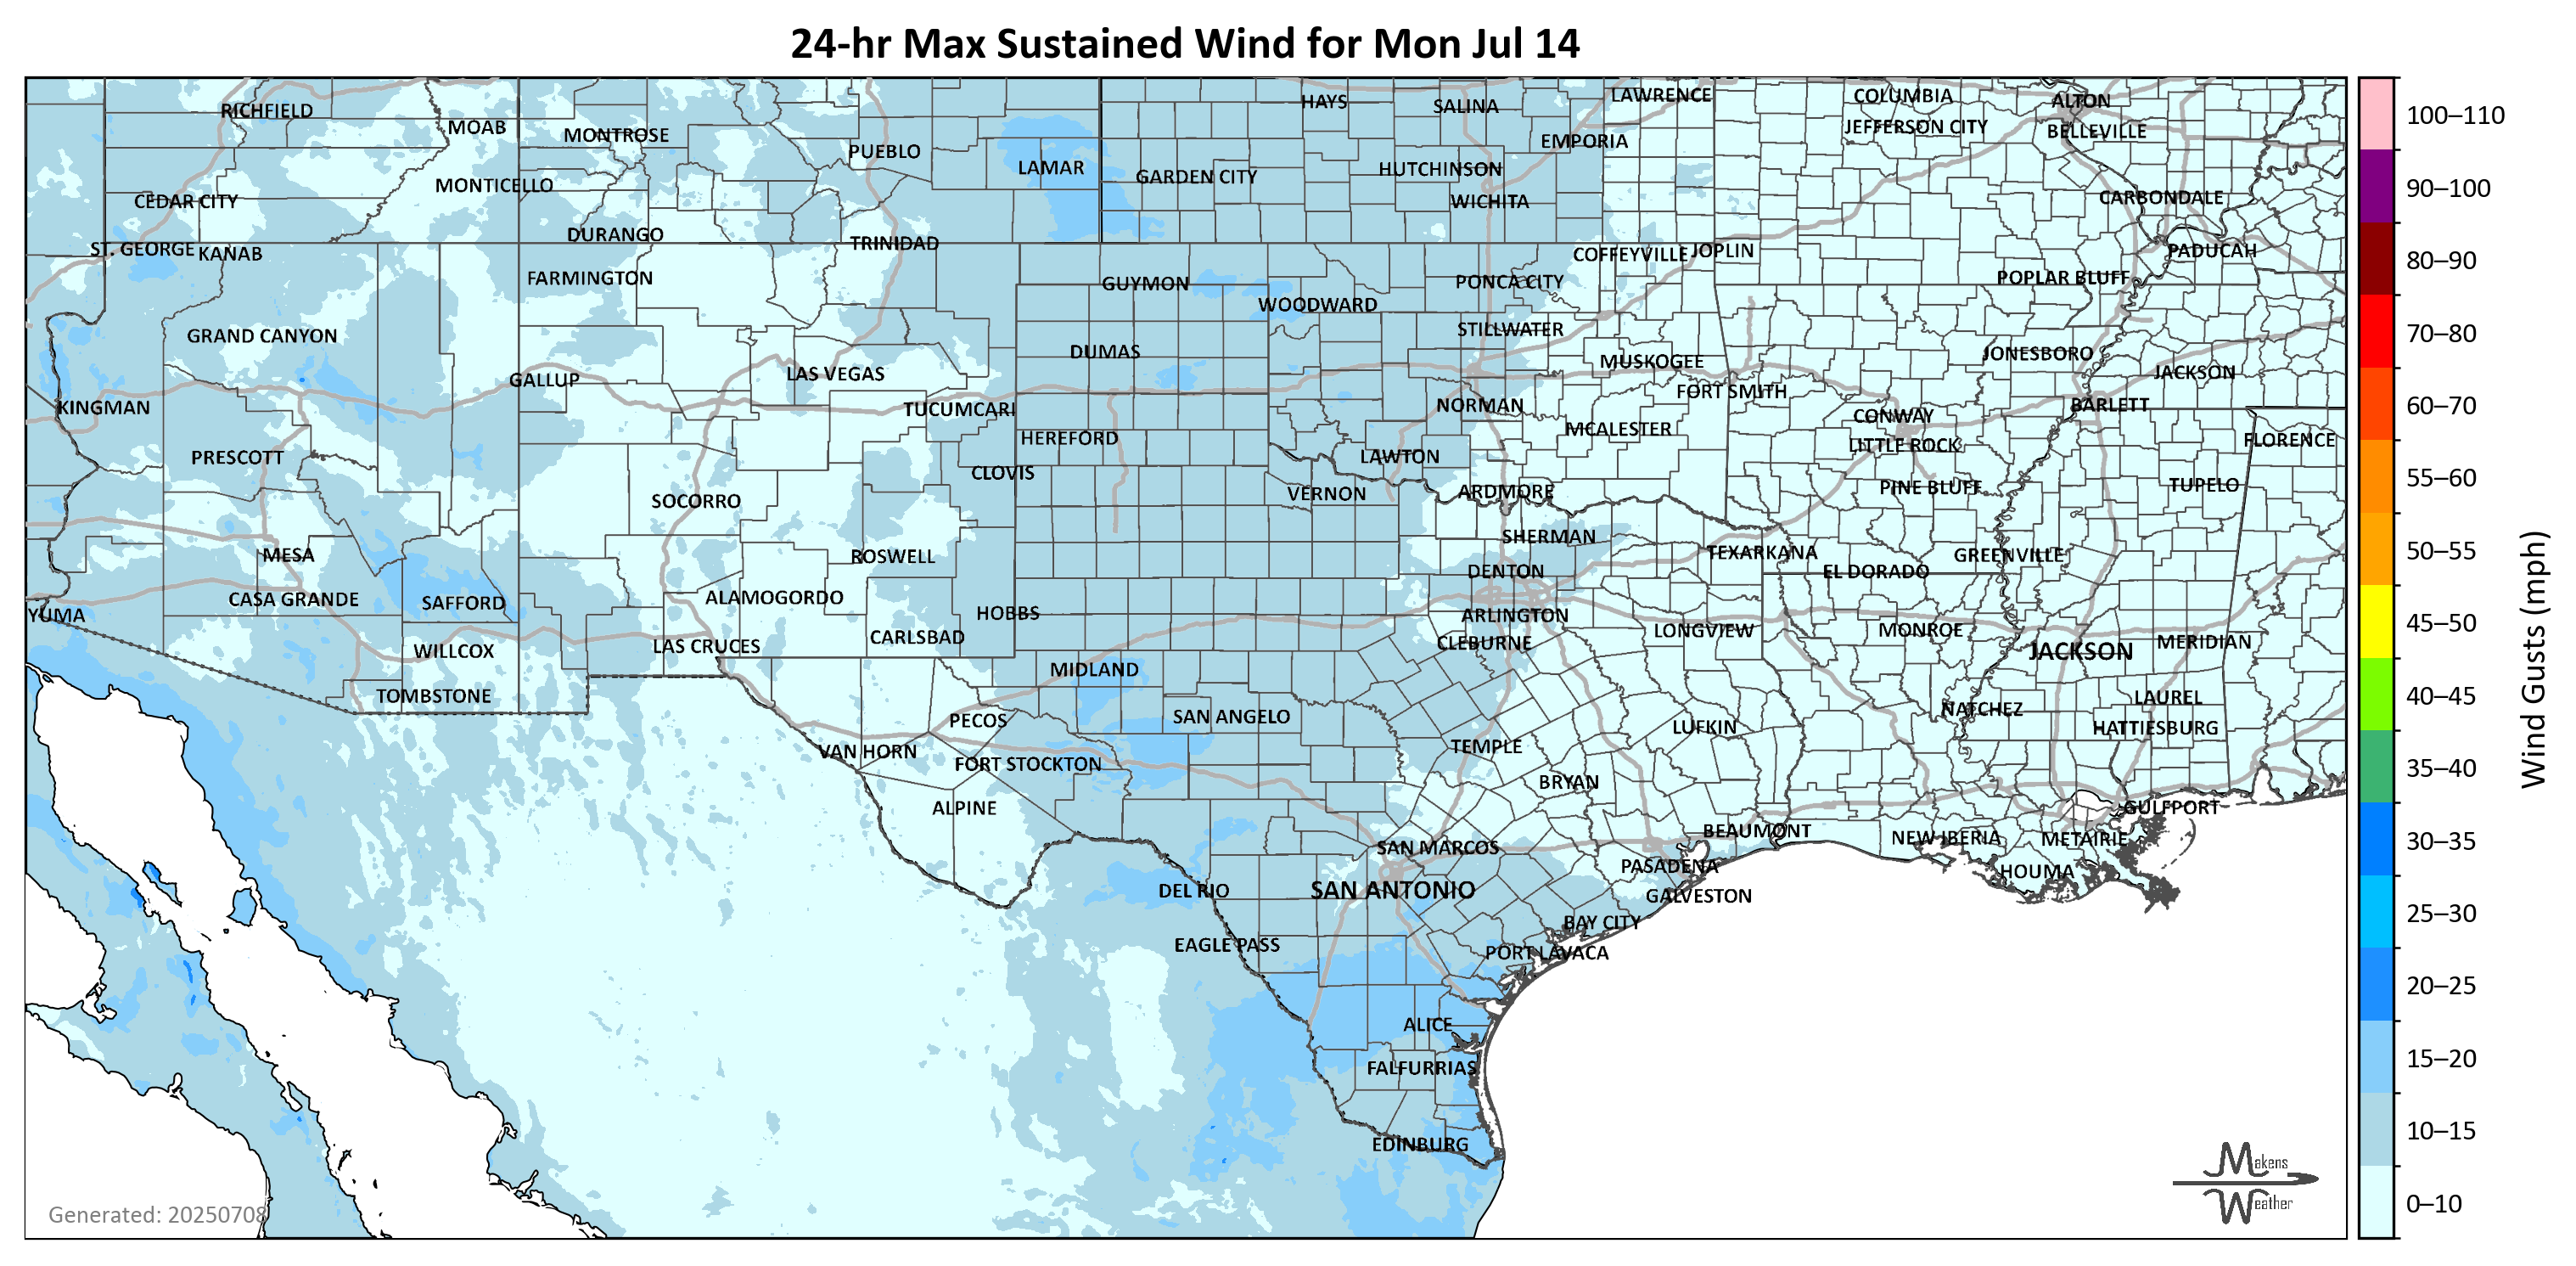 24-hr Max Sustained Wind for Mon Jul 14
RICHFIELD
MOAB
MONTROSE
PUEBLO
LAMAR
HAYS
SALINA
LAWRENCE
COLUMBIA
ALTON
EMPORIA
JEFFERSON CITY
BELLEVILLE
CEDAR CITY
MONTICELLO
GARDEN CITY
HUTCHINSON
WICHITA
CARBONDALE
ST. GEORGE
KANAB
DURANGO
TRINIDAD
COFFEYVILLE
JOPLIN
PADUCAH
FARMINGTON
GUYMON
WOODWARD
PONCA CITY
POPLAR BLUFF
GRAND CANYON
DUMAS
STILLWATER
MUSKOGEE
JONESBORO
JACKSON
KINGMAN
GALLUP
LAS VEGAS
TUCUMCARI
NORMAN
FORT SMITH
CONWAY
BARLETT
PRESCOTT
HEREFORD
CLOVIS
LAWTON
MCALESTER
LITTLE ROCK
FLORENCE
SOCORRO
VERNON
ARDMORE
PINE BLUFF
TUPELO
MESA
ROSWELL
SHERMAN
TEXARKANA
GREENVILLE
YUMA
CASA GRANDE
SAFFORD
ALAMOGORDO
HOBBS
DENTON
ARLINGTON
EL DORADO
WILLCOX
LAS CRUCES
CARLSBAD
CLEBURNE
LONGVIEW
MONROE
JACKSON
MERIDIAN
TOMBSTONE
MIDLAND
PECOS
SAN ANGELO
NATCHEZ
LAUREL
HATTIESBURG
VAN HORN
FORT STOCKTON
TEMPLE
LUFKIN
ALPINE
BRYAN
BEAUMONT
NEW IBERIA
METAIRIE
GULFPORT
SAN MARCOS
PASADENA
HOUMA
DEL RIO
SAN ANTONIO
GALVESTON
EAGLE PASS
BAY CITY
PORT LAVACA
ALICE
FALFURRIAS
EDINBURG
Generated: 20250708
Makens
Weather
100–110
90–100
80–90
70–80
60–70
55–60
50–55
45–50
40–45
35–40
30–35
25–30
20–25
15–20
10–15
0–10
Wind Gusts (mph)